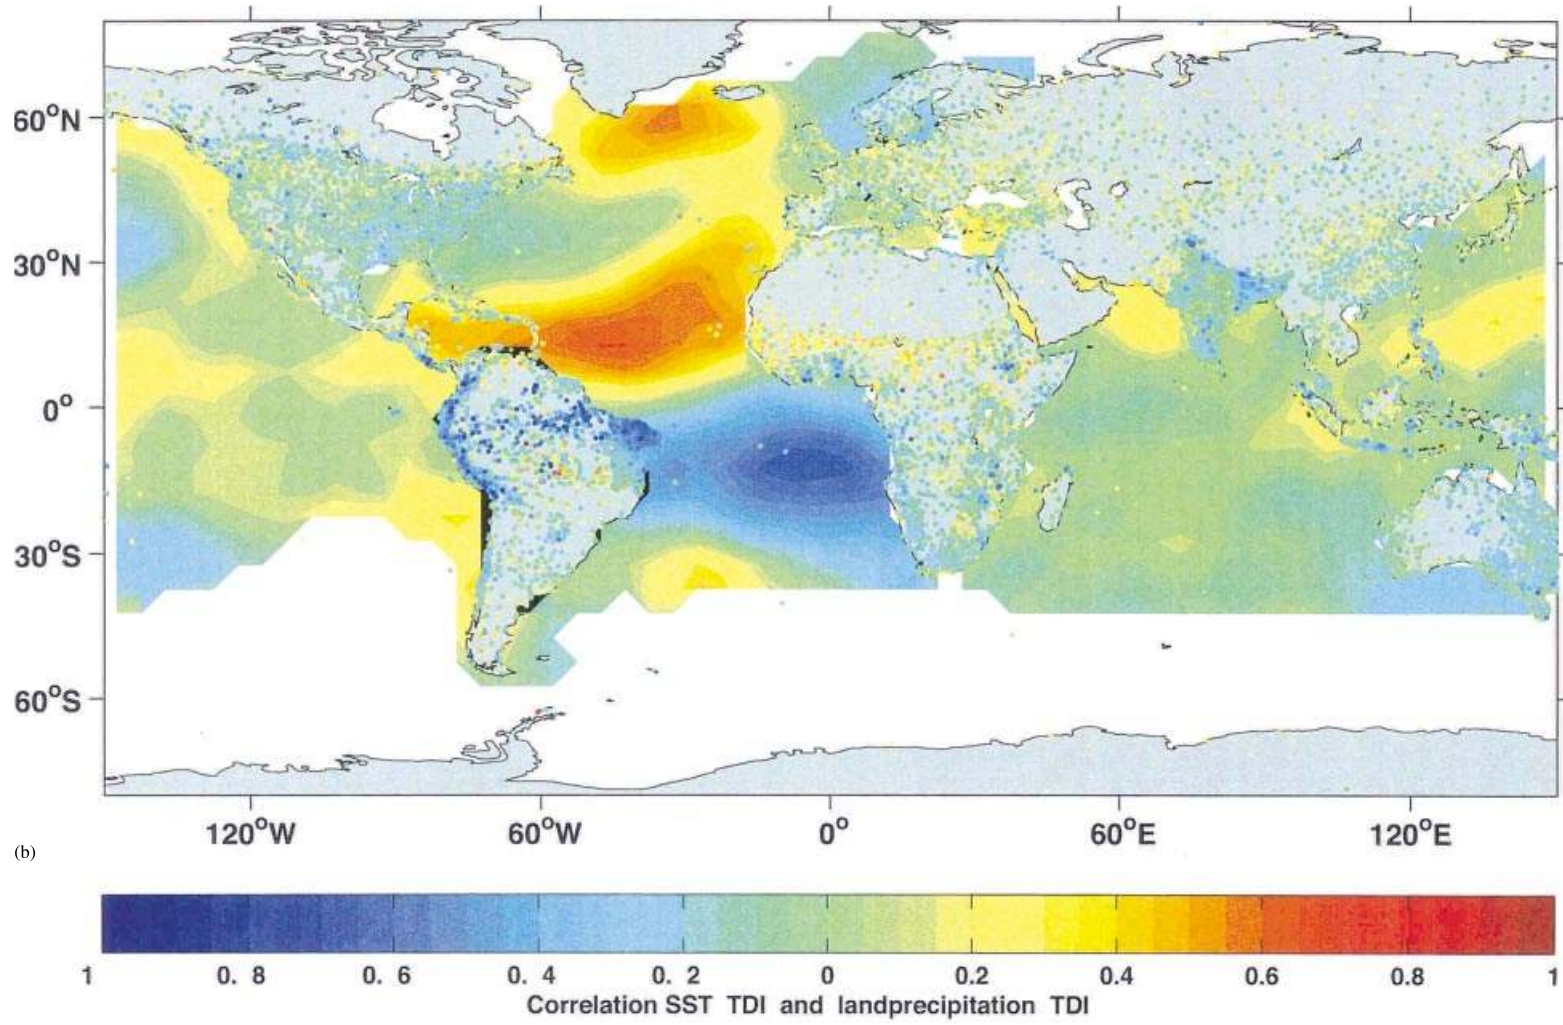 60°N
30°N
0°
30°S
60°S
120°W 60°W 0° 60°E 120°E
(b)
1 0. 8 0. 6 0. 4 0. 2 0 0.2 0.4 0.6 0.8 1
Correlation SST TDI and landprecipitation TDI